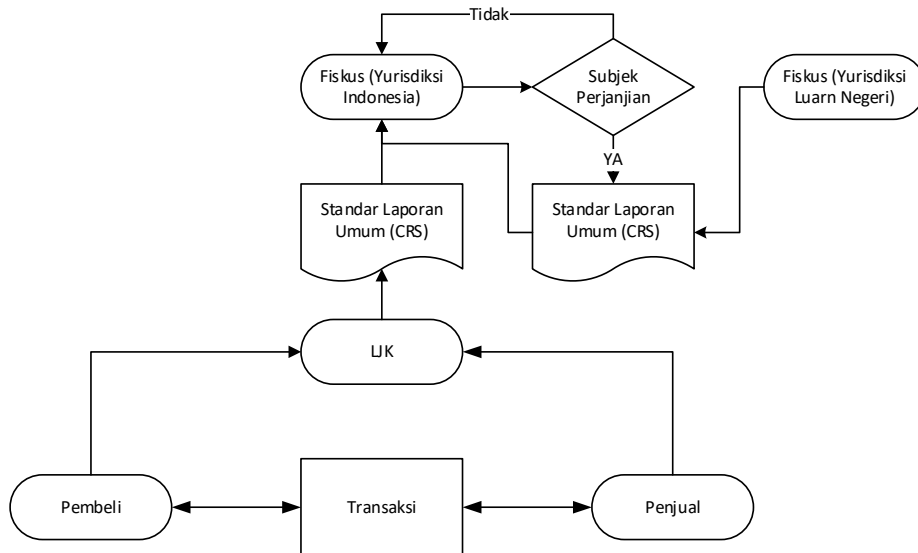 Tidak
Fiskus (Yurisdiksi
Indonesia)
Subjek
Perjanjian
Fiskus (Yurisdiksi
Luarn Negeri)
YA
Standar Laporan
Umum (CRS)
Standar Laporan
Umum (CRS)
LJK
Pembeli
Transaksi
Penjual